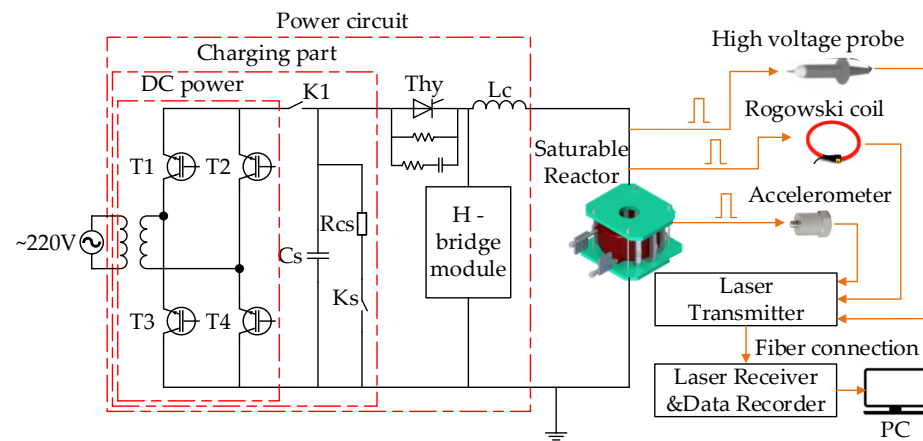 Power circuit
Charging part
DC power
K1
Thy
Lc
High voltage probe
Rogowski coil
T1
T2
Saturable
Reactor
Accelerometer
~220V
Rcs
Cs
H -
bridge
module
Ks
T3
T4
Laser
Transmitter
Fiber connection
Laser Receiver
&Data Recorder
PC